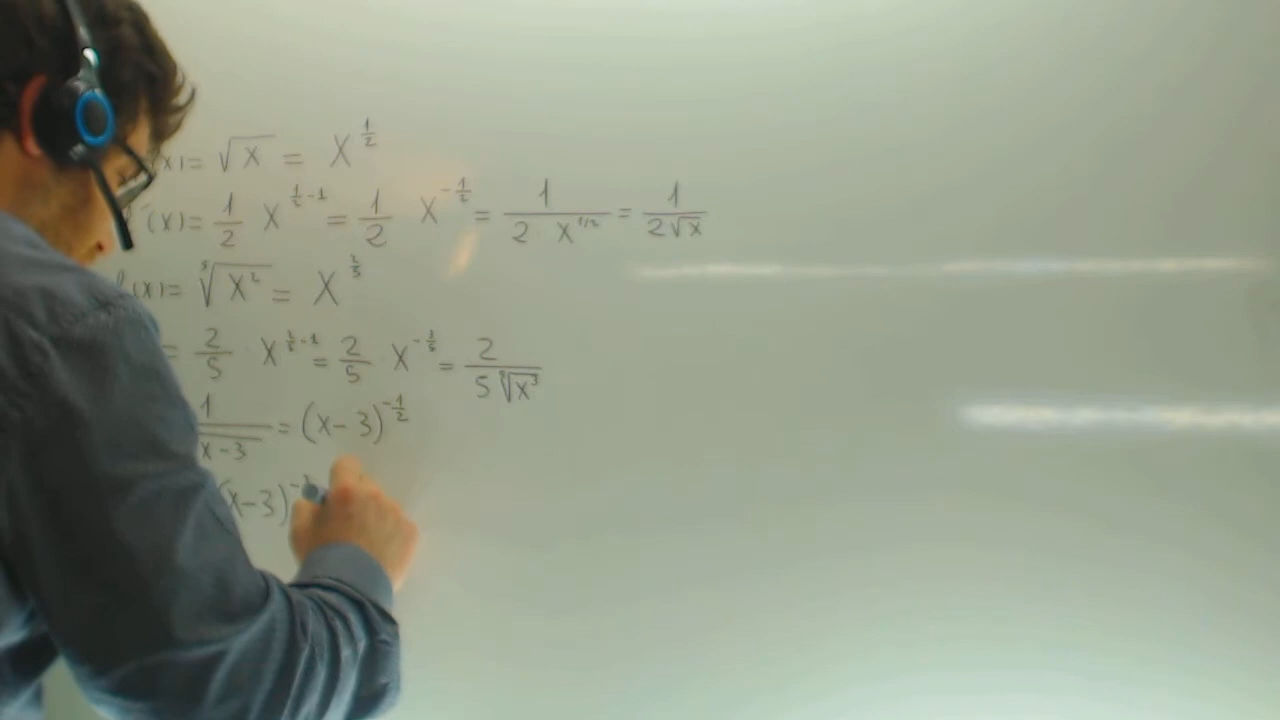 (x) = √x = x^{1/2}
'(x) = 1/2 x^{1/2 - 1} = 1/2 x^{-1/2} = 1/(2 · x^{1/2}) = 1/(2√x)
f(x) = ⁵√(x²) = x^{2/5}
= 2/5 · x^{2/5 - 1} = 2/5 x^{-3/5} = 2/(5 ⁵√(x³))
1/√(x-3) = (x-3)^{-1/2}
(x-3)^-